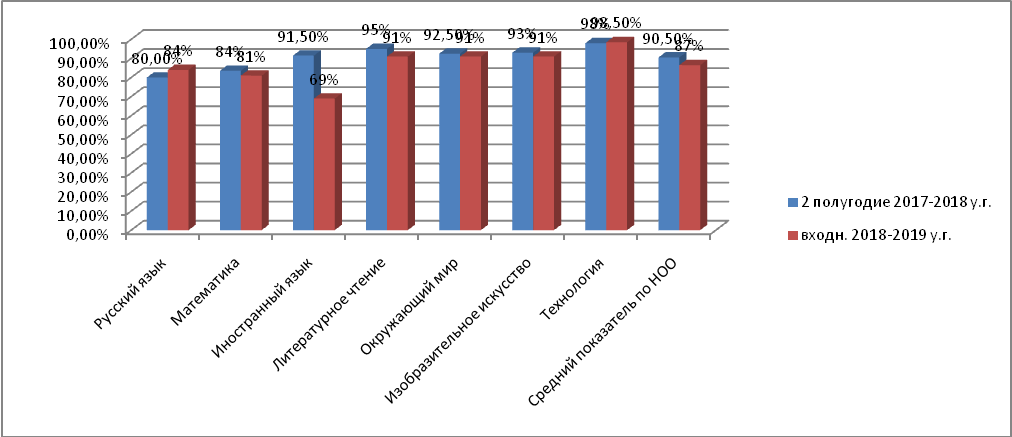 91,50%
95%
92,50%
93%
98%
98,50%
90,50%
80,00%
84%
84%
81%
69%
91%
91%
91%
87%
100,00%
90,00%
80,00%
70,00%
60,00%
50,00%
40,00%
30,00%
20,00%
10,00%
0,00%
2 полугодие 2017-2018 у.г.
входн. 2018-2019 у.г.
Русский язык
Математика
Иностранный язык
Литературное чтение
Окружающий мир
Изобразительное искусство
Технология
Средний показатель по НОО